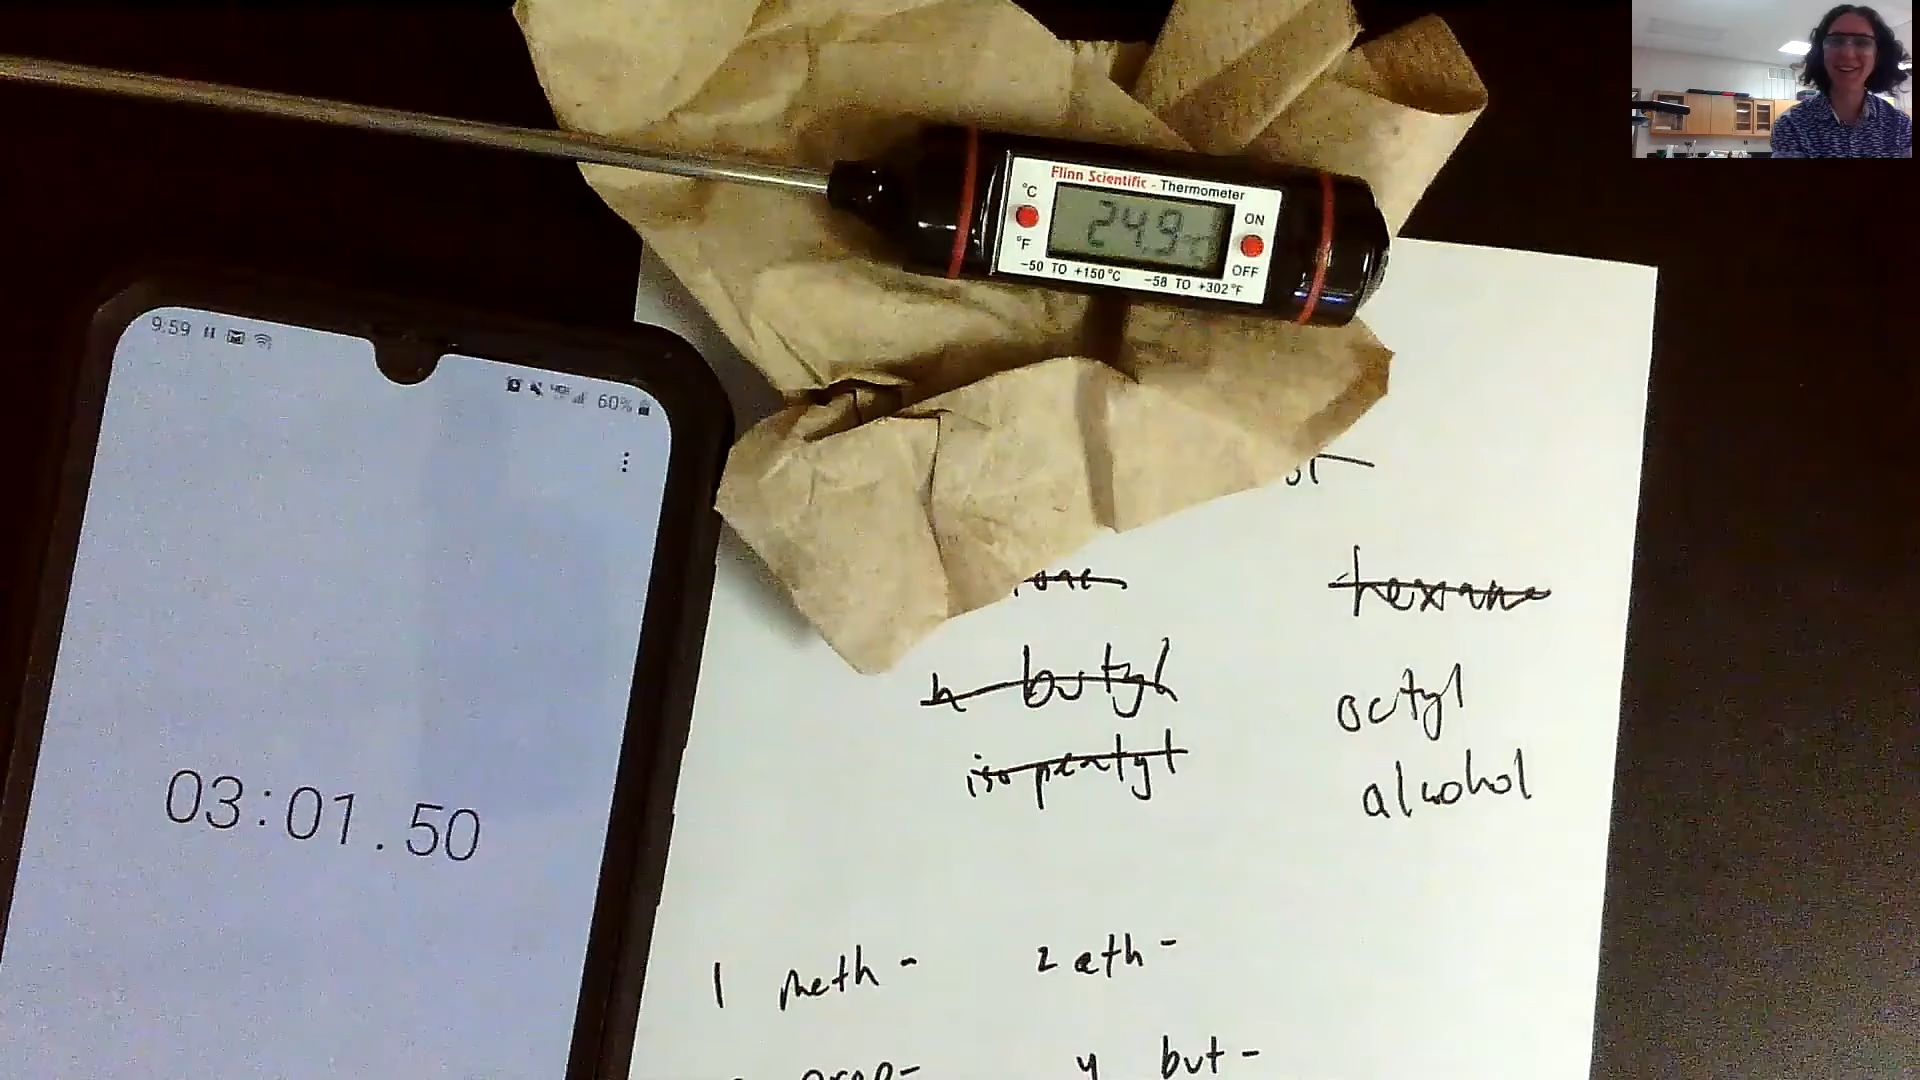 Flinn Scientific - Thermometer
°C
°F
24.9 °C
ON
OFF
-50 TO +150°C -58 TO +302°F
9:59
60%
03:01.50
hexane
n butyl
isopentyl
octyl
alcohol
1 meth- 2 eth-
prop- 4 but-